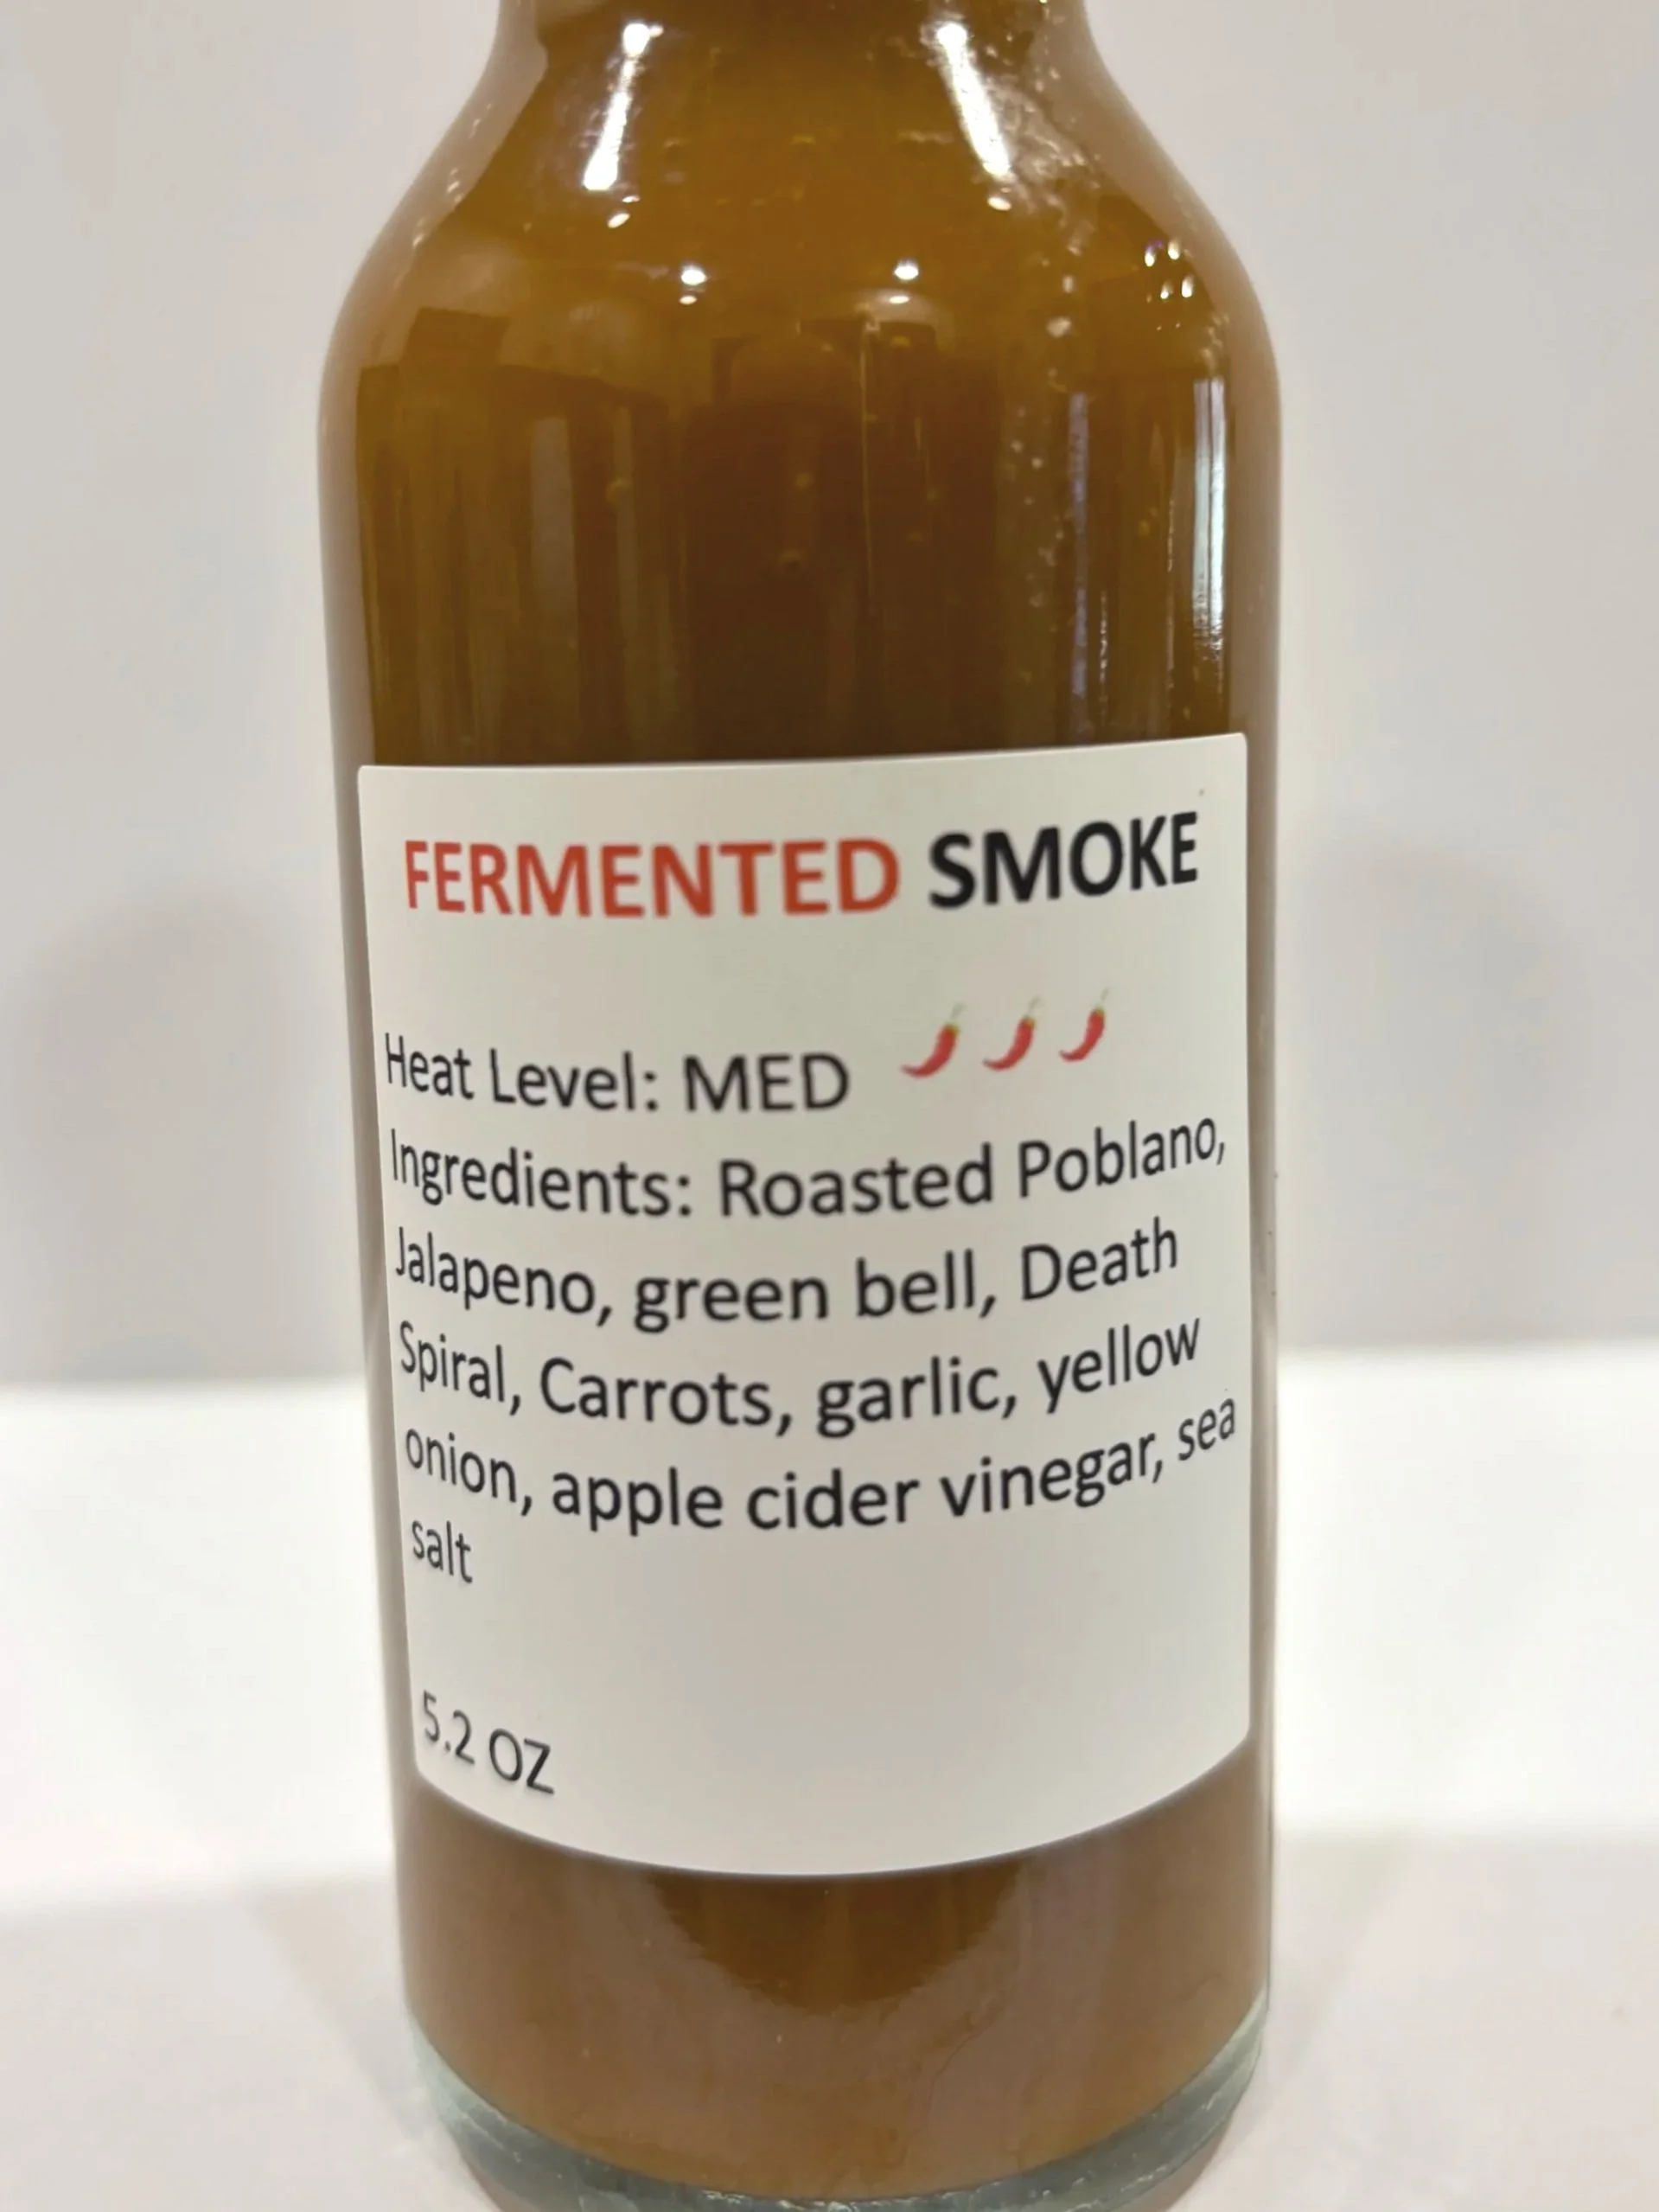 FERMENTED SMOKE
Heat Level: MED
Ingredients: Roasted Poblano,
Jalapeno, green bell, Death
Spiral, Carrots, garlic, yellow
onion, apple cider vinegar, sea
salt
5.2 OZ